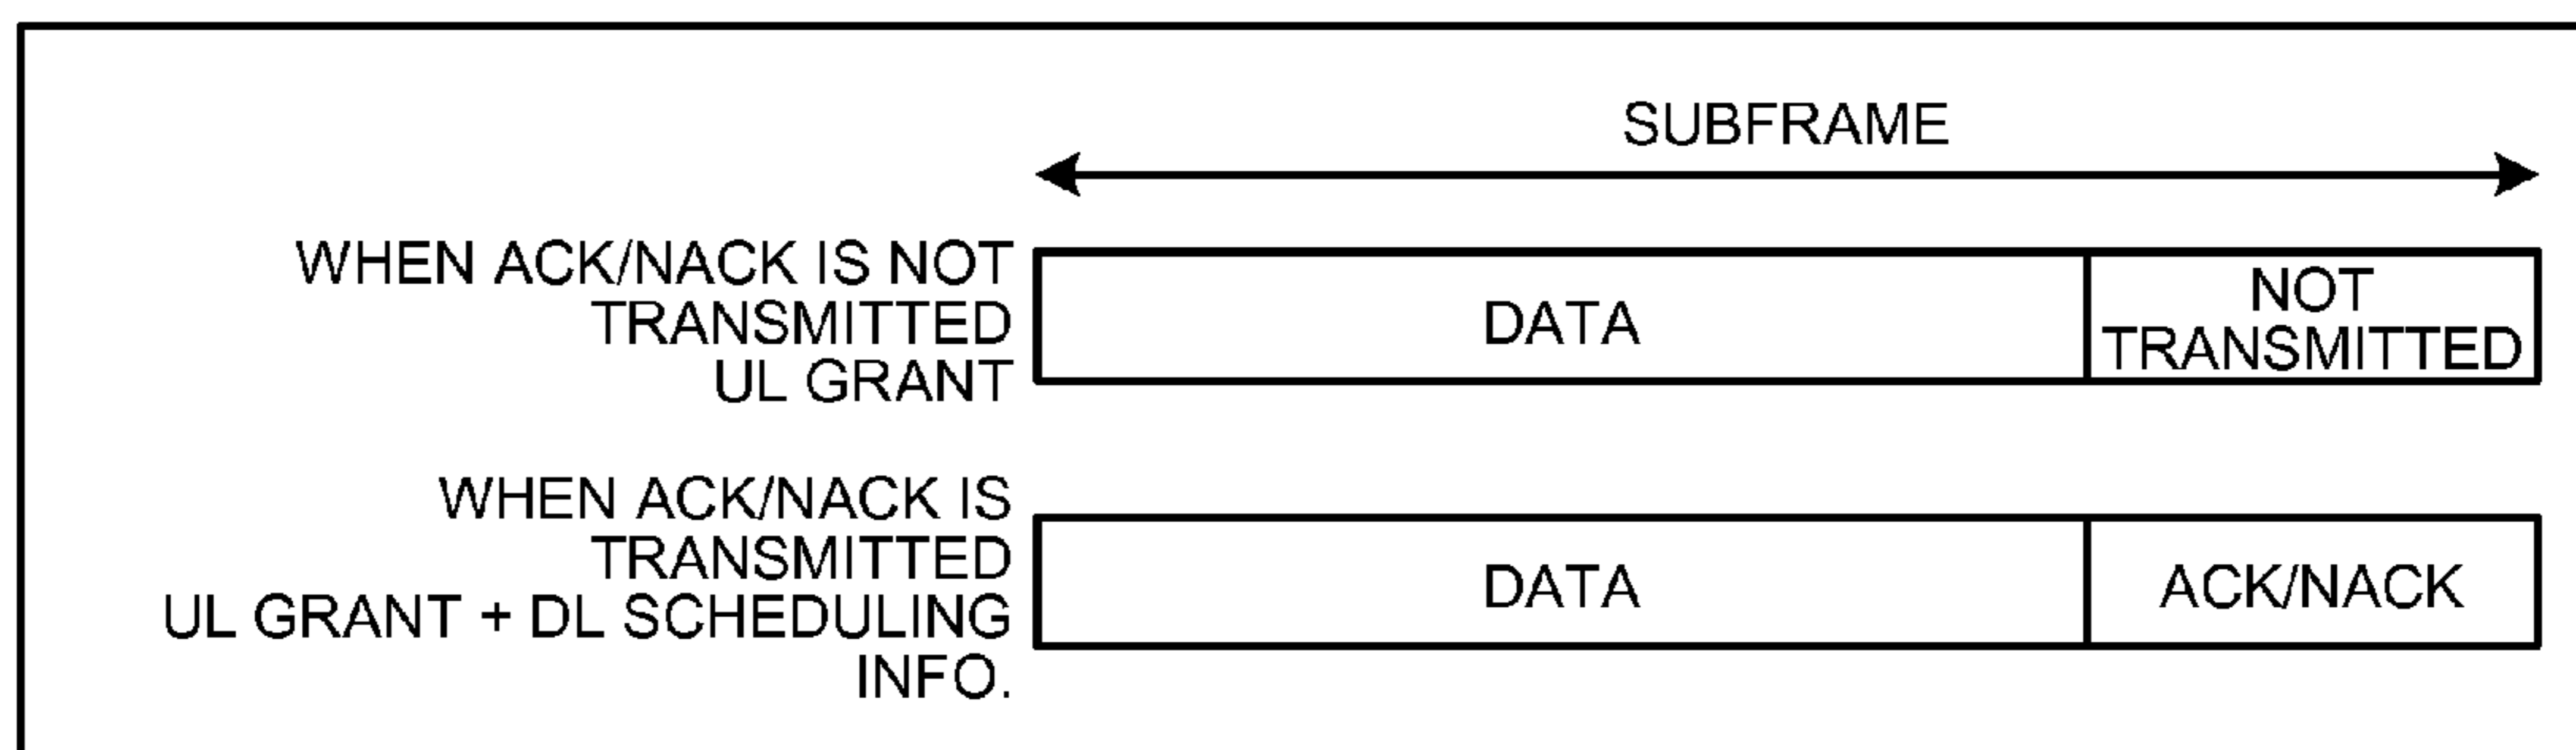 SUBFRAME
WHEN ACK/NACK IS NOT
TRANSMITTED
UL GRANT
DATA
NOT
TRANSMITTED
WHEN ACK/NACK IS
TRANSMITTED
UL GRANT + DL SCHEDULING
INFO.
DATA
ACK/NACK